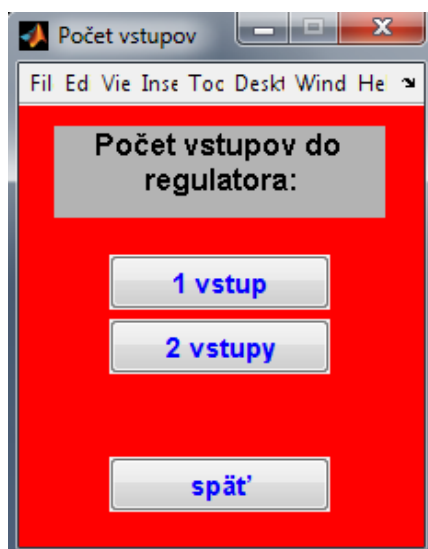 Počet vstupov
Fil Ed Vie Inse Toc Deskt Wind He
Počet vstupov do
regulatora:
1 vstup
2 vstupy
späť